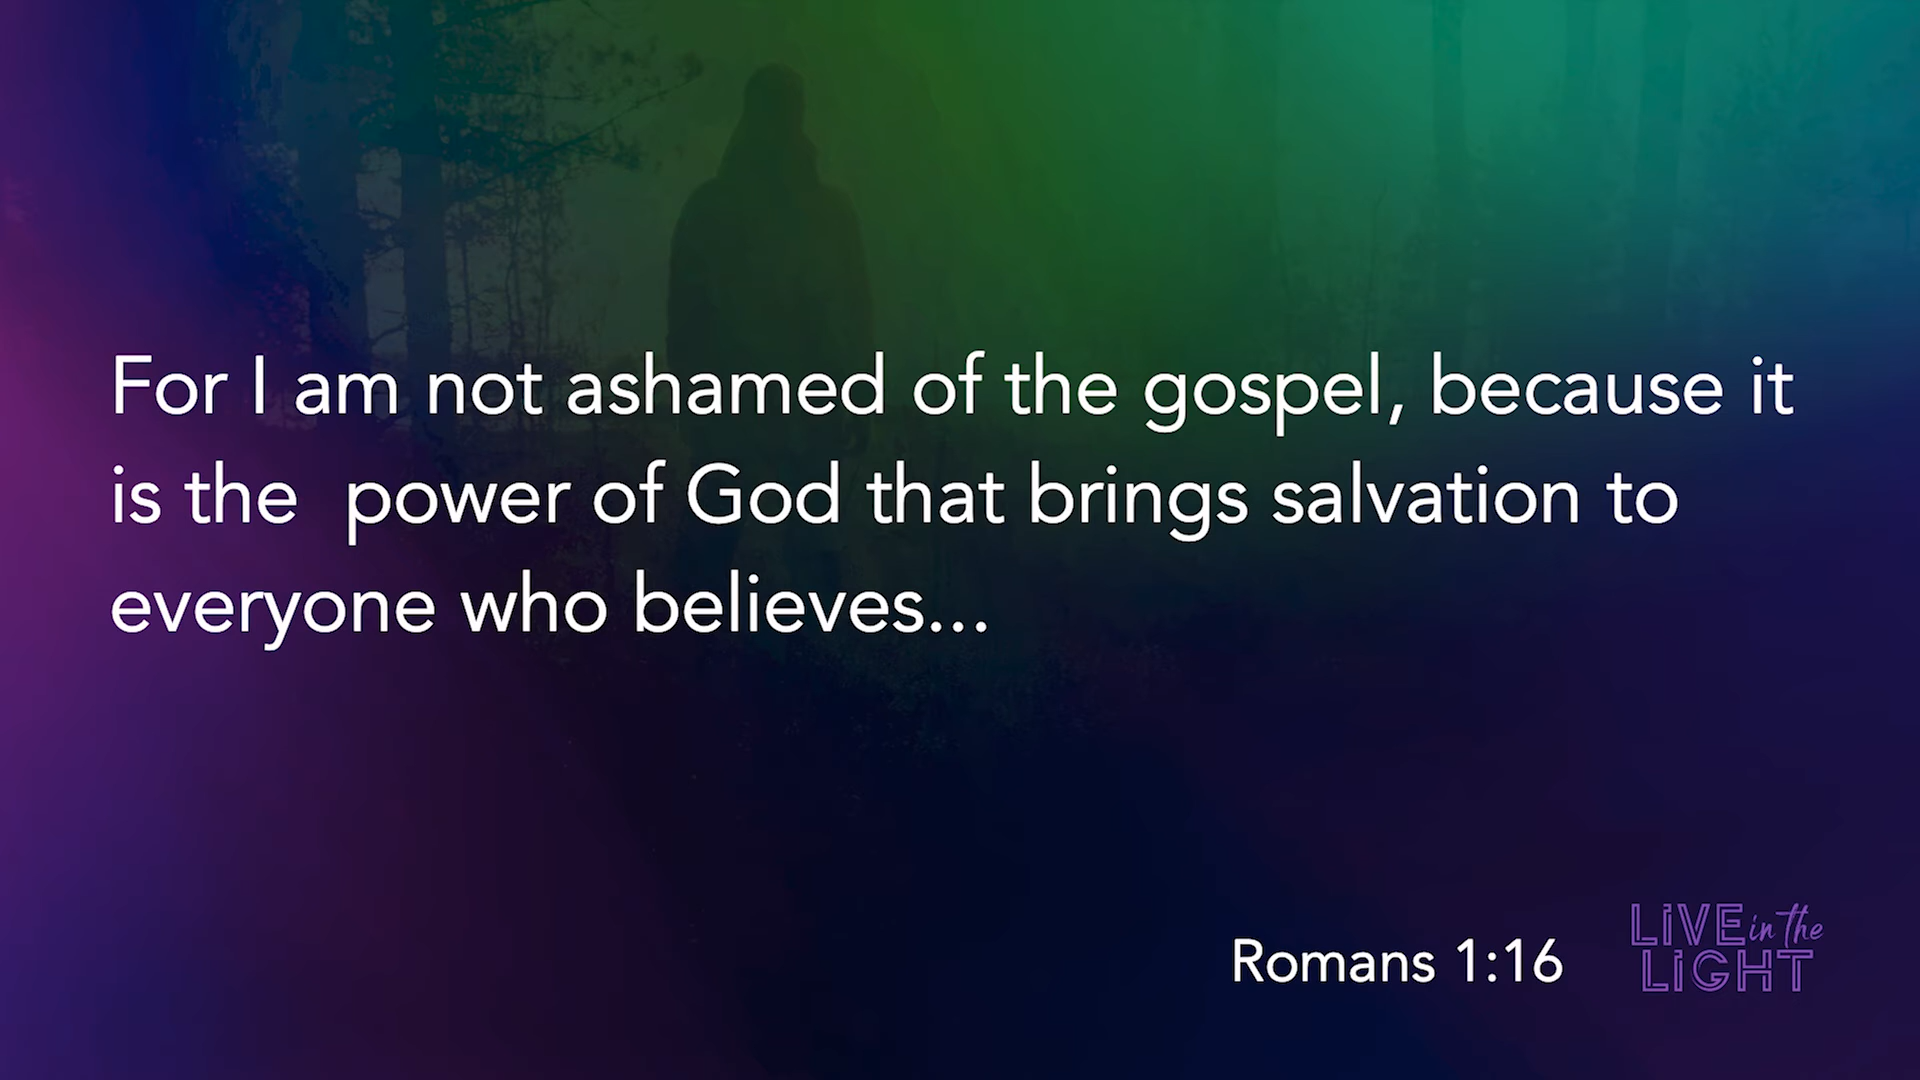 For I am not ashamed of the gospel, because it
is the  power of God that brings salvation to
everyone who believes...
Romans 1:16
LIVE in the
LIGHT